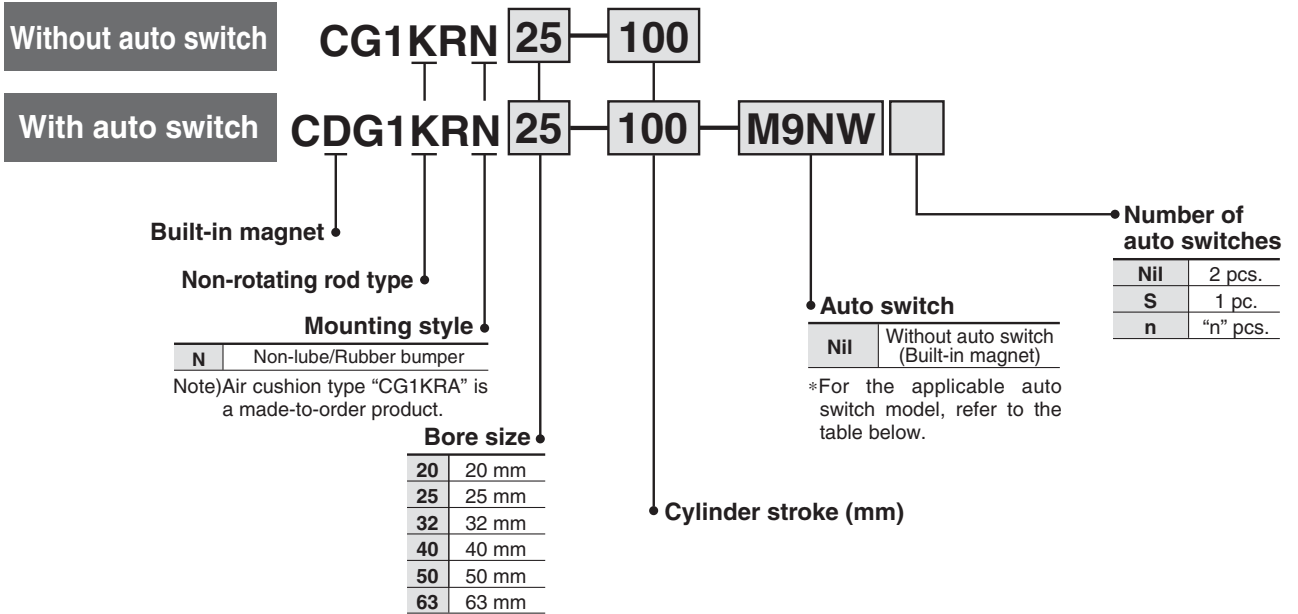 Without auto switch
CG1KRN 25 — 100
With auto switch
CDG1KRN 25 — 100 — M9NW
Built-in magnet
Non-rotating rod type
Mounting style
N Non-lube/Rubber bumper
Note)Air cushion type “CG1KRA” is
a made-to-order product.
Bore size
20 20 mm
25 25 mm
32 32 mm
40 40 mm
50 50 mm
63 63 mm
Cylinder stroke (mm)
Auto switch
Nil Without auto switch
(Built-in magnet)
*For the applicable auto
switch model, refer to the
table below.
Number of
auto switches
Nil 2 pcs.
S 1 pc.
n “n” pcs.